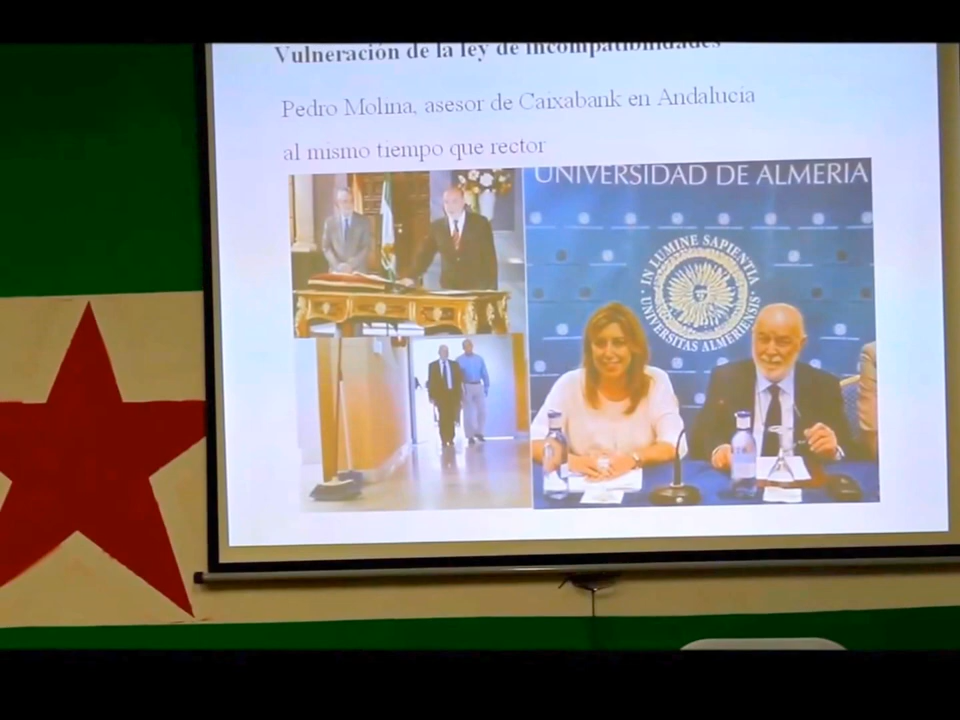 Vulneración de la ley de incompatibilidades
Pedro Molina, asesor de Caixabank en Andalucia
al mismo tiempo que rector
UNIVERSIDAD DE ALMERIA
IN LUMINE SAPIENTIA
UNIVERSITAS ALMERIENSIS